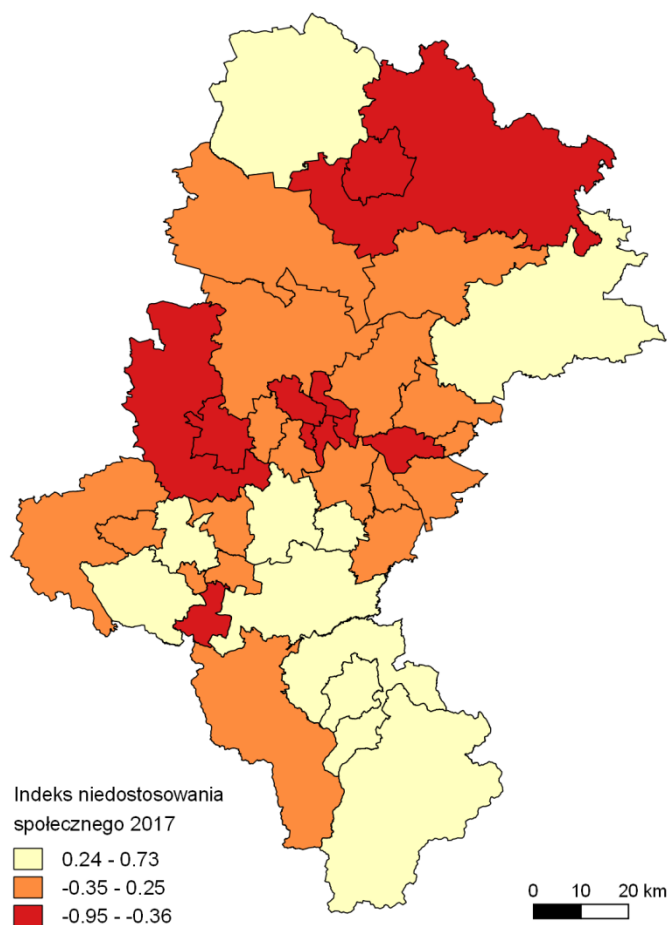 Indeks niedostosowania
społecznego 2017
0.24 - 0.73
-0.35 - 0.25
-0.95 - -0.36
0 10 20 km